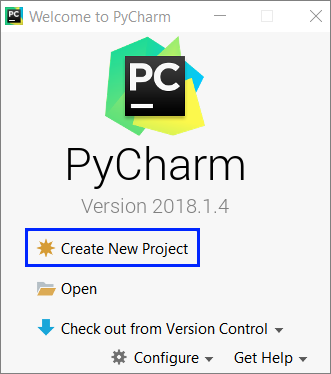 Welcome to PyCharm
PC
PyCharm
Version 2018.1.4
Create New Project
Open
Check out from Version Control
Configure Get Help